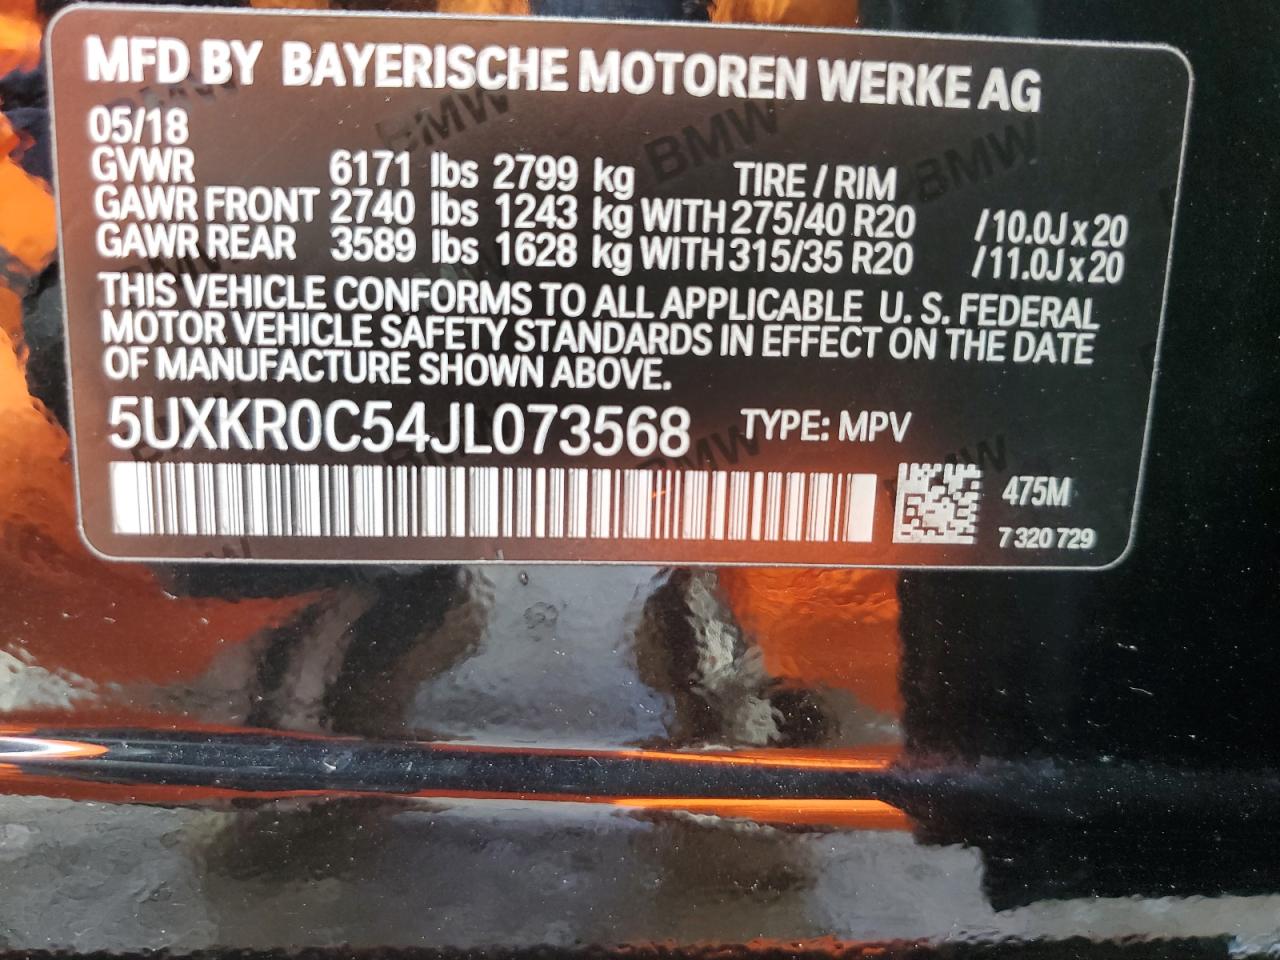 MFD BY BAYERISCHE MOTOREN WERKE AG
05/18
GVWR 6171 lbs 2799 kg TIRE / RIM
GAWR FRONT 2740 lbs 1243 kg WITH 275/40 R20 /10.0J x 20
GAWR REAR 3589 lbs 1628 kg WITH 315/35 R20 /11.0J x 20
THIS VEHICLE CONFORMS TO ALL APPLICABLE U. S. FEDERAL
MOTOR VEHICLE SAFETY STANDARDS IN EFFECT ON THE DATE
OF MANUFACTURE SHOWN ABOVE.
5UXKR0C54JL073568 TYPE: MPV
475M
7 320 729